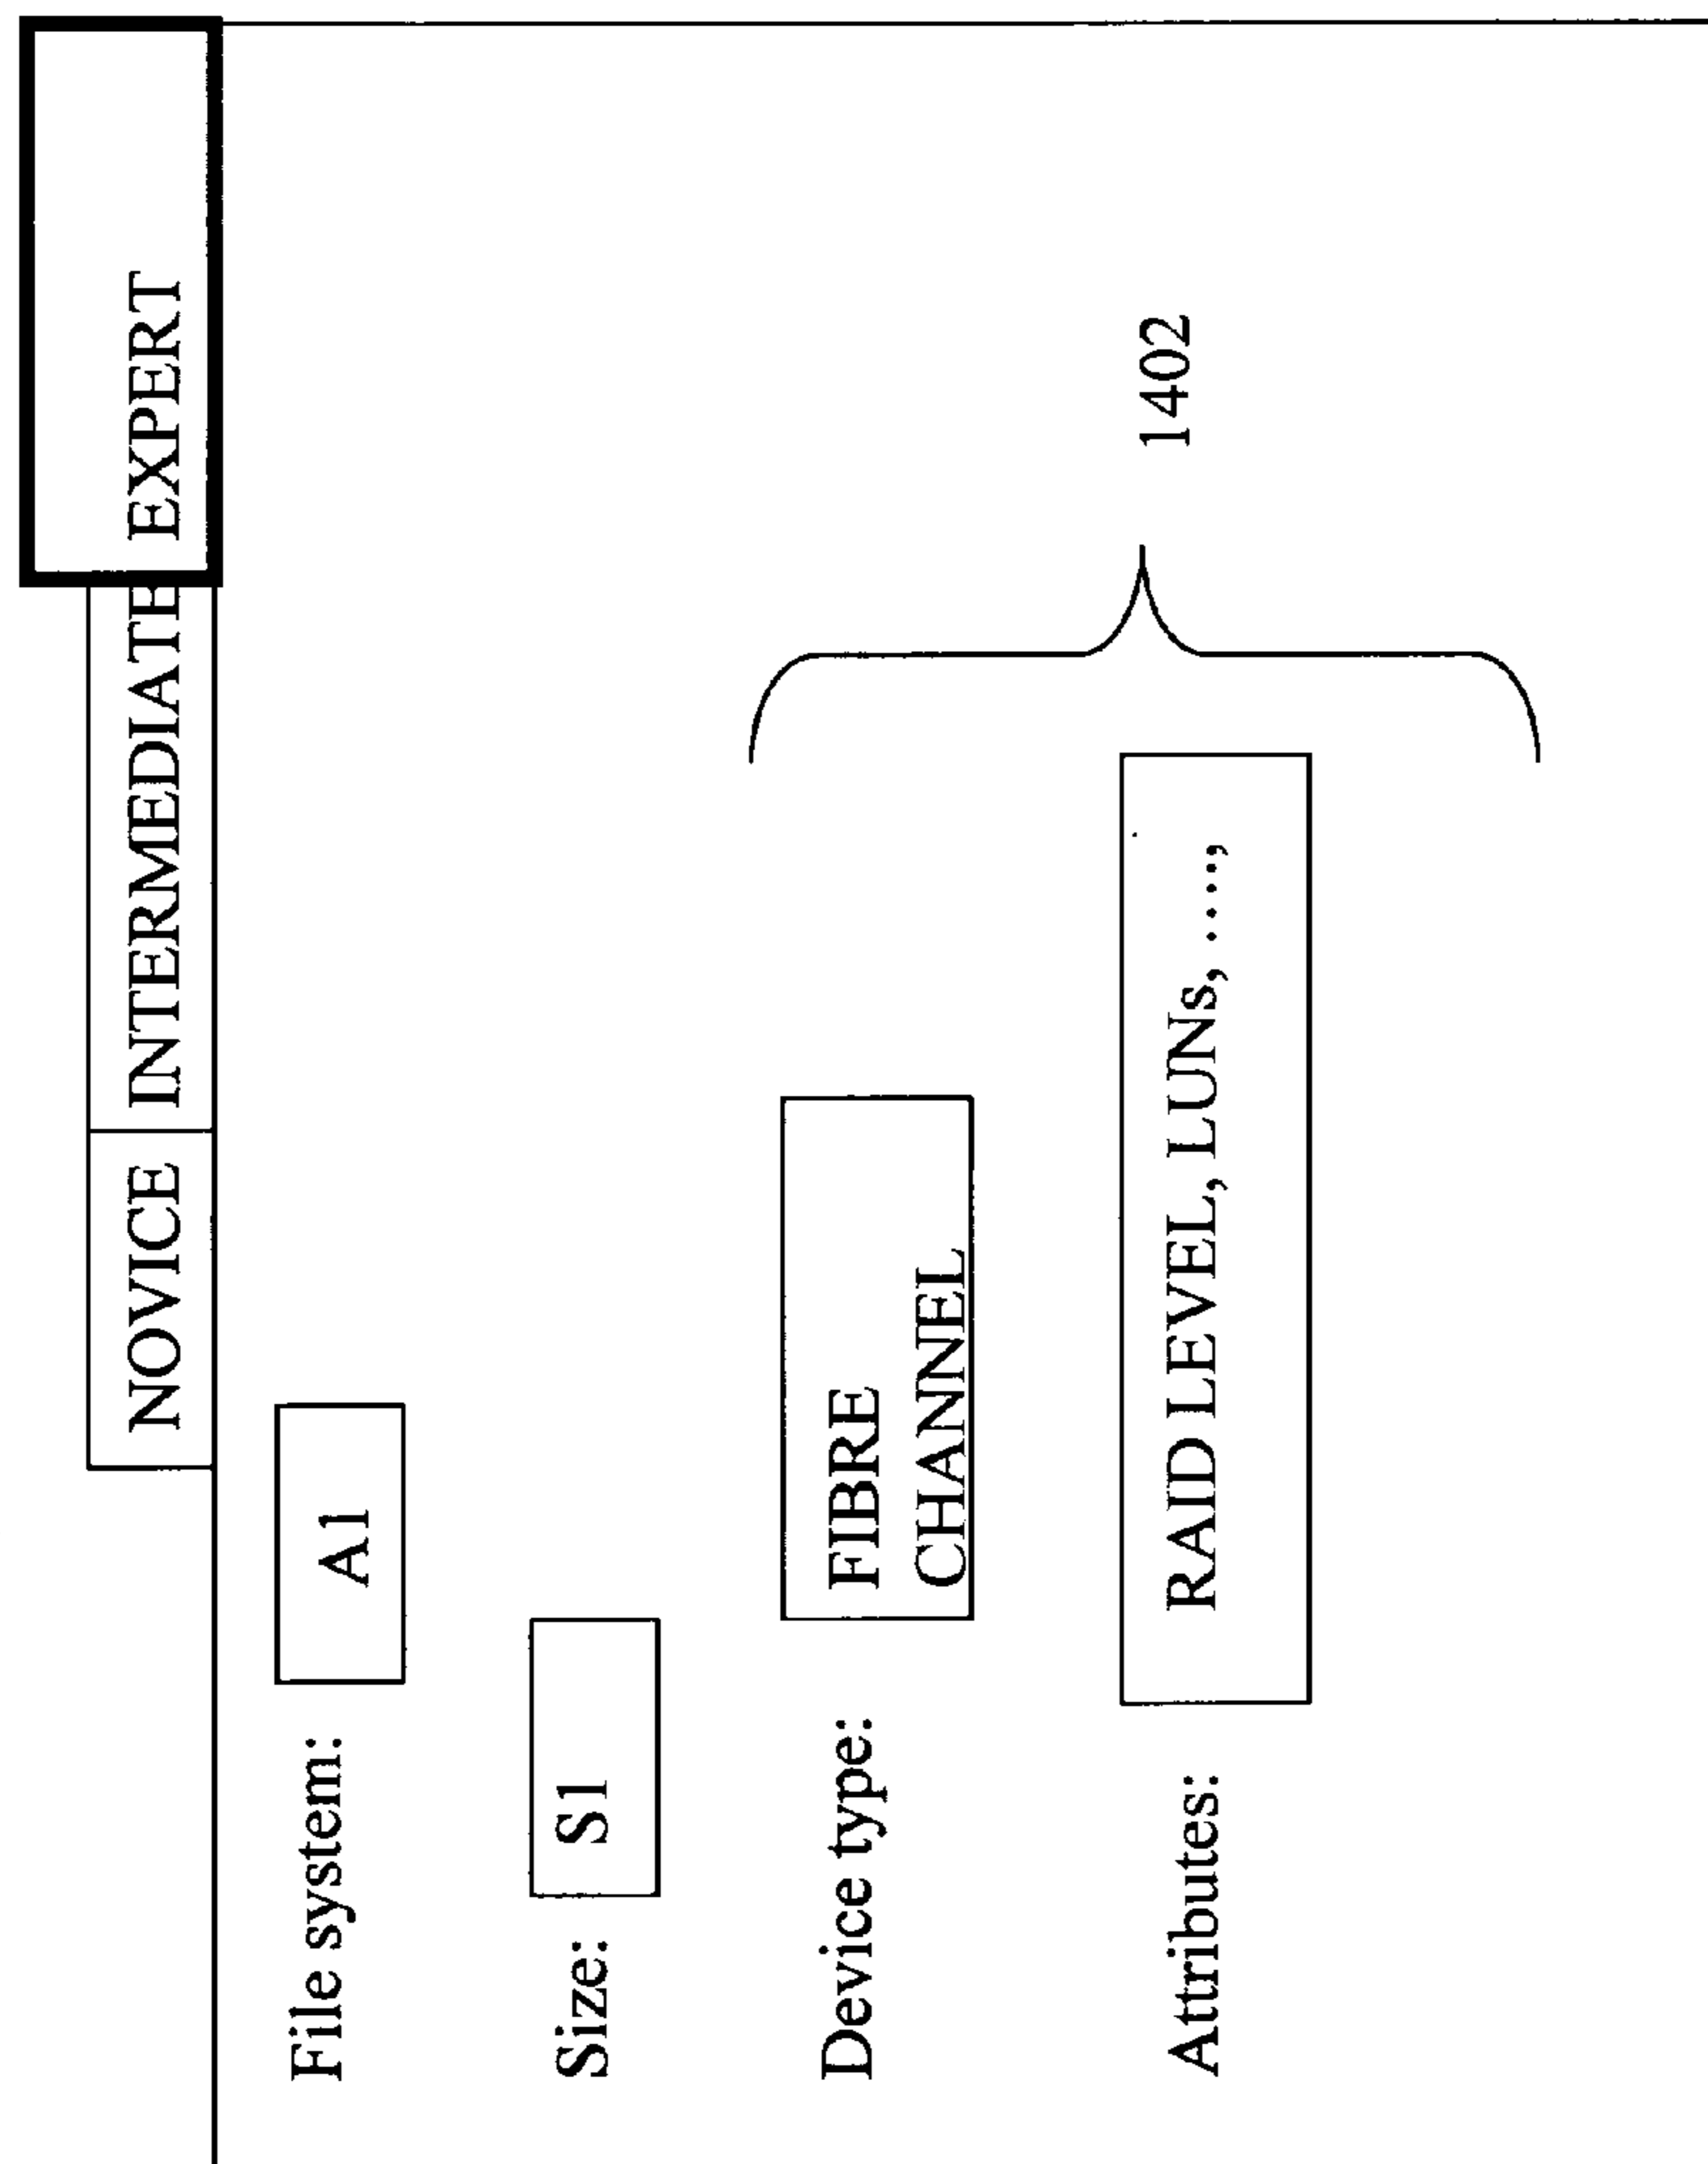 NOVICE INTERMEDIATE EXPERT
File system: A1
Size: S1
Device type: FIBRE
CHANNEL
Attributes: RAID LEVEL, LUNs, ....,
1402